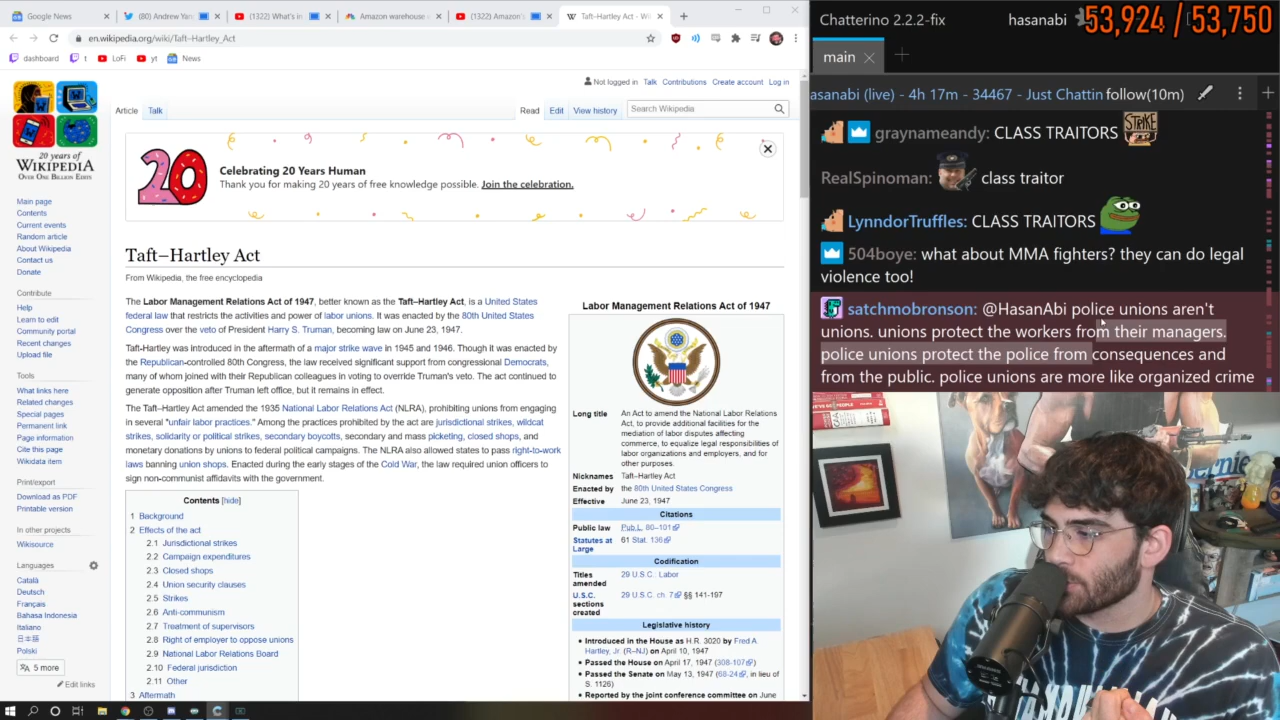 Google News
(80) Andrew Yan
(1322) What's in
Amazon warehouse
(1322) Amazon's
Taft–Hartley Act - Wi
en.wikipedia.org/wiki/Taft–Hartley_Act
dashboard
t
LoFi
yt
News
Not logged in Talk Contributions Create account Log in
Article Talk
Read Edit View history
Search Wikipedia
20 years of
WIKIPEDIA
OVER ONE BILLION EDITS
20
Celebrating 20 Years Human
Thank you for making 20 years of free knowledge possible. Join the celebration.
Main page
Contents
Current events
Random article
About Wikipedia
Contact us
Donate
Contribute
Help
Learn to edit
Community portal
Recent changes
Upload file
Tools
What links here
Related changes
Special pages
Permanent link
Page information
Cite this page
Wikidata item
Print/export
Download as PDF
Printable version
In other projects
Wikisource
Languages
Català
Deutsch
Français
Bahasa Indonesia
Italiano
日本語
Polski
5 more
Edit links
Taft–Hartley Act
From Wikipedia, the free encyclopedia
The Labor Management Relations Act of 1947, better known as the Taft–Hartley Act, is a United States
federal law that restricts the activities and power of labor unions. It was enacted by the 80th United States
Congress over the veto of President Harry S. Truman, becoming law on June 23, 1947.
Taft-Hartley was introduced in the aftermath of a major strike wave in 1945 and 1946. Though it was enacted by
the Republican-controlled 80th Congress, the law received significant support from congressional Democrats,
many of whom joined with their Republican colleagues in voting to override Truman's veto. The act continued to
generate opposition after Truman left office, but it remains in effect.
The Taft–Hartley Act amended the 1935 National Labor Relations Act (NLRA), prohibiting unions from engaging
in several "unfair labor practices." Among the practices prohibited by the act are jurisdictional strikes, wildcat
strikes, solidarity or political strikes, secondary boycotts, secondary and mass picketing, closed shops, and
monetary donations by unions to federal political campaigns. The NLRA also allowed states to pass right-to-work
laws banning union shops. Enacted during the early stages of the Cold War, the law required union officers to
sign non-communist affidavits with the government.
Contents [hide]
1 Background
2 Effects of the act
2.1 Jurisdictional strikes
2.2 Campaign expenditures
2.3 Closed shops
2.4 Union security clauses
2.5 Strikes
2.6 Anti-communism
2.7 Treatment of supervisors
2.8 Right of employer to oppose unions
2.9 National Labor Relations Board
2.10 Federal jurisdiction
2.11 Other
3 Aftermath
Labor Management Relations Act of 1947
Long title An Act to amend the National Labor Relations
Act, to provide additional facilities for the
mediation of labor disputes affecting
commerce, to equalize legal responsibilities of
labor organizations and employers, and for
other purposes.
Nicknames Taft–Hartley Act
Enacted by the 80th United States Congress
Effective June 23, 1947
Citations
Public law Pub.L. 80–101
Statutes at Large 61 Stat. 136
Codification
Titles amended 29 U.S.C.: Labor
U.S.C. sections created 29 U.S.C. ch. 7 §§ 141-197
Legislative history
• Introduced in the House as H.R. 3020 by Fred A.
Hartley, Jr. (R–NJ) on April 10, 1947
• Passed the House on April 17, 1947 (308-107)
• Passed the Senate on May 13, 1947 (68-24, in lieu of
S. 1126)
• Reported by the joint conference committee on June
Chatterino 2.2.2-fix
hasanabi
53,924 / 53,750
main
asanabi (live) - 4h 17m - 34467 - Just Chattin follow(10m)
graynameandy: CLASS TRAITORS STRIKE
RealSpinoman: class traitor
LynndorTruffles: CLASS TRAITORS
504boye: what about MMA fighters? they can do legal
violence too!
satchmobronson: @HasanAbi police unions aren't
unions. unions protect the workers from their managers.
police unions protect the police from consequences and
from the public. police unions are more like organized crime
Bernie